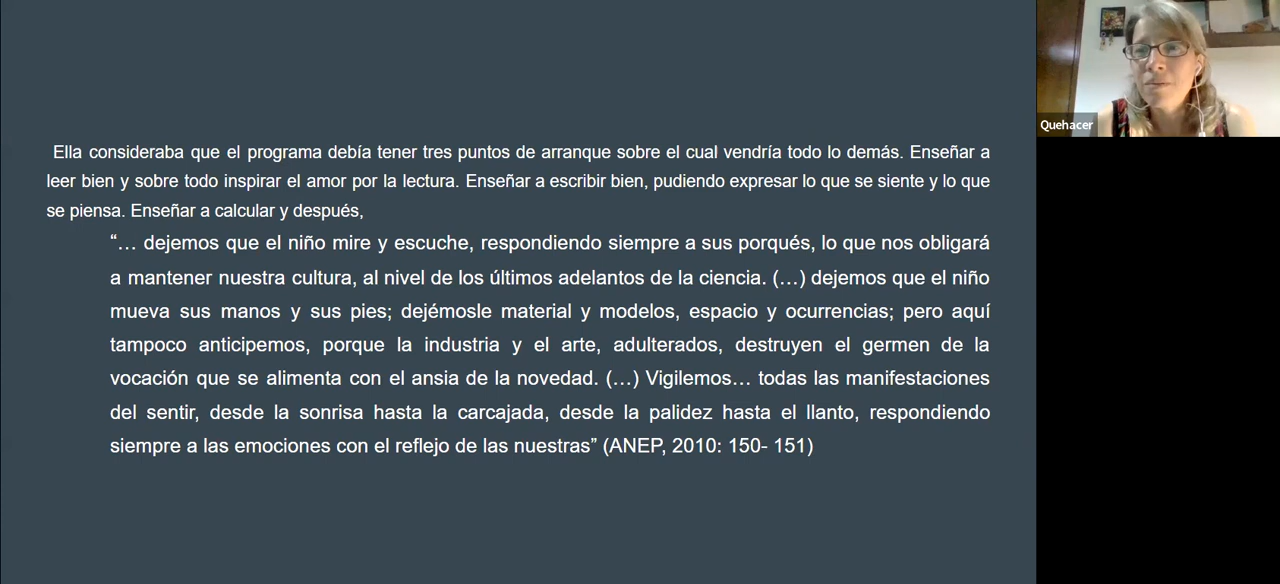 Ella consideraba que el programa debía tener tres puntos de arranque sobre el cual vendría todo lo demás. Enseñar a
leer bien y sobre todo inspirar el amor por la lectura. Enseñar a escribir bien, pudiendo expresar lo que se siente y lo que
se piensa. Enseñar a calcular y después,
“… dejemos que el niño mire y escuche, respondiendo siempre a sus porqués, lo que nos obligará
a mantener nuestra cultura, al nivel de los últimos adelantos de la ciencia. (…) dejemos que el niño
mueva sus manos y sus pies; dejémosle material y modelos, espacio y ocurrencias; pero aquí
tampoco anticipemos, porque la industria y el arte, adulterados, destruyen el germen de la
vocación que se alimenta con el ansia de la novedad. (…) Vigilemos… todas las manifestaciones
del sentir, desde la sonrisa hasta la carcajada, desde la palidez hasta el llanto, respondiendo
siempre a las emociones con el reflejo de las nuestras” (ANEP, 2010: 150- 151)
Quehacer